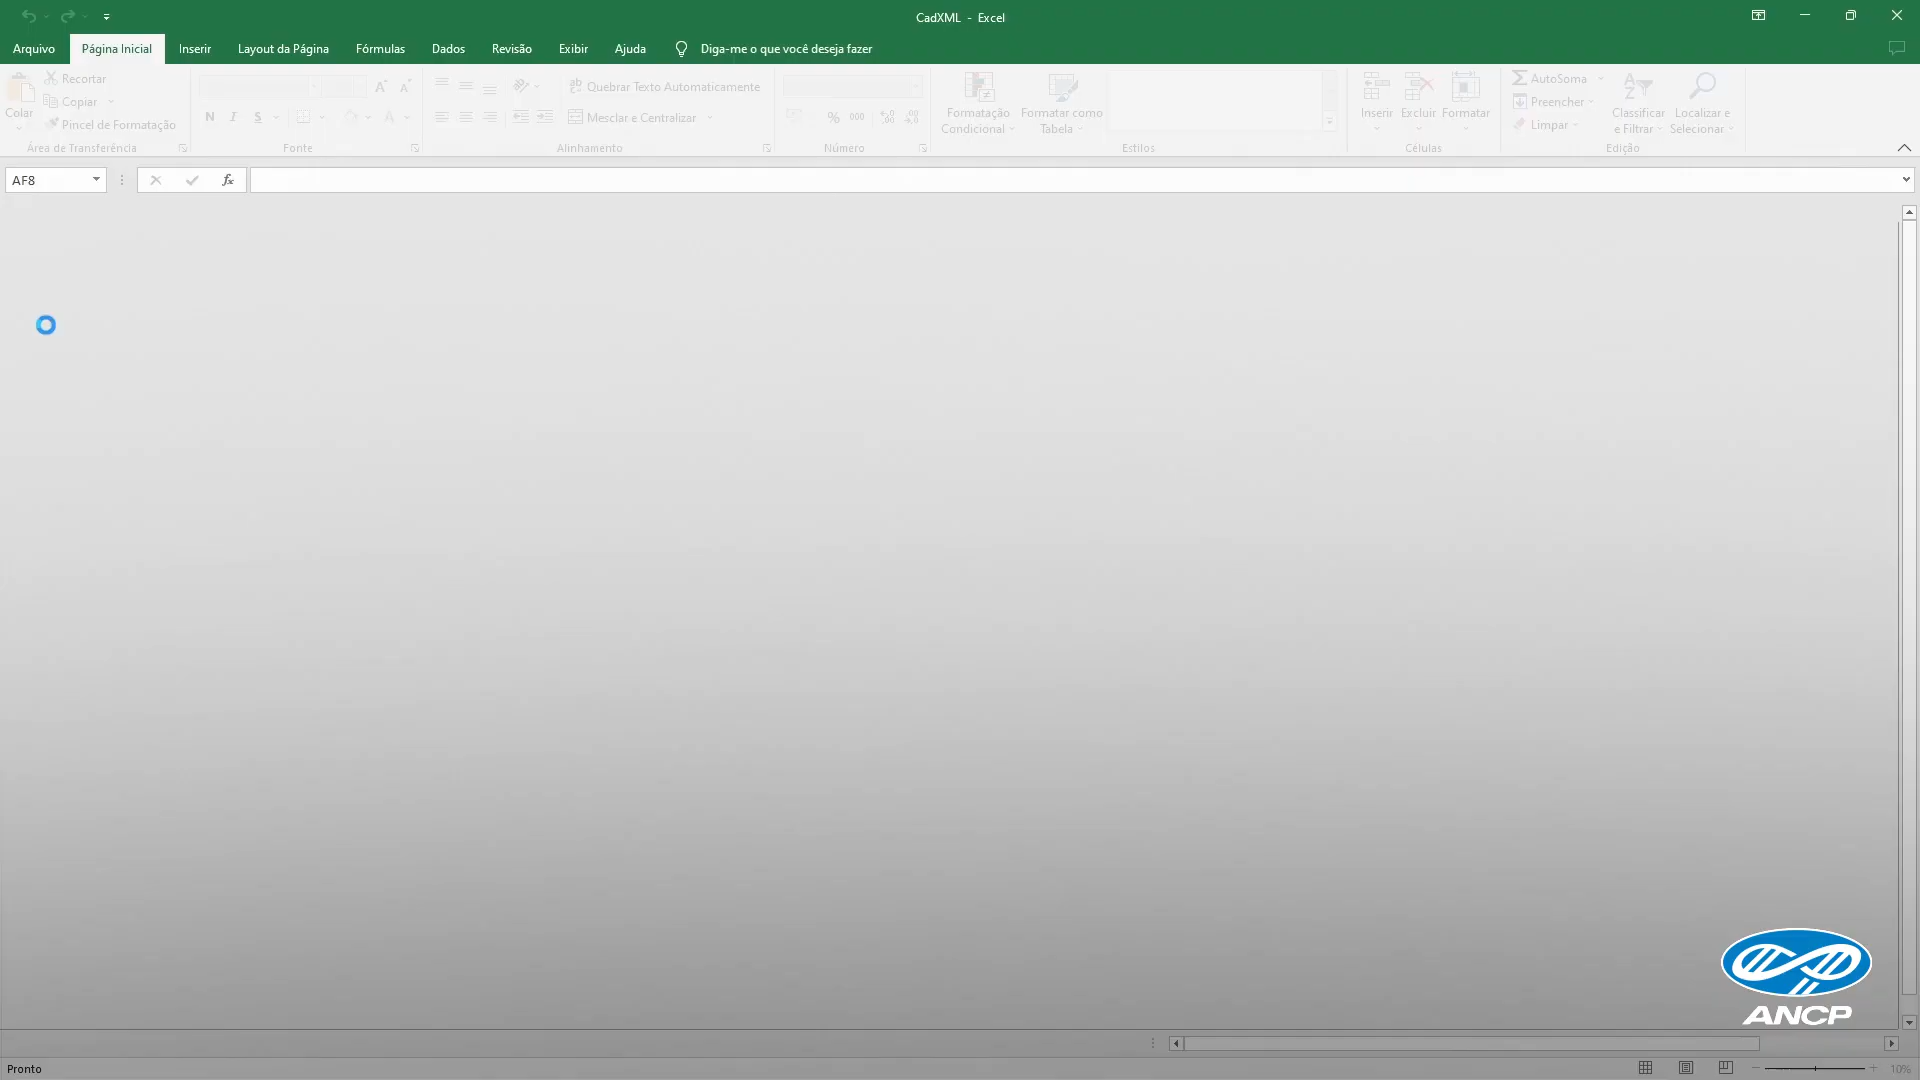 CadXML - Excel
Arquivo Página Inicial Inserir Layout da Página Fórmulas Dados Revisão Exibir Ajuda Diga-me o que você deseja fazer
Colar
Recortar
Copiar
Pincel de Formatação
Área de Transferência
N I S
Fonte
Quebrar Texto Automaticamente
Mesclar e Centralizar
Alinhamento
% 000
Número
Formatação
Condicional
Formatar como
Tabela
Estilos
Inserir
Excluir
Formatar
Células
AutoSoma
Preencher
Limpar
Classificar
e Filtrar
Localizar e
Selecionar
Edição
AF8
fx
ANCP
Pronto
10%